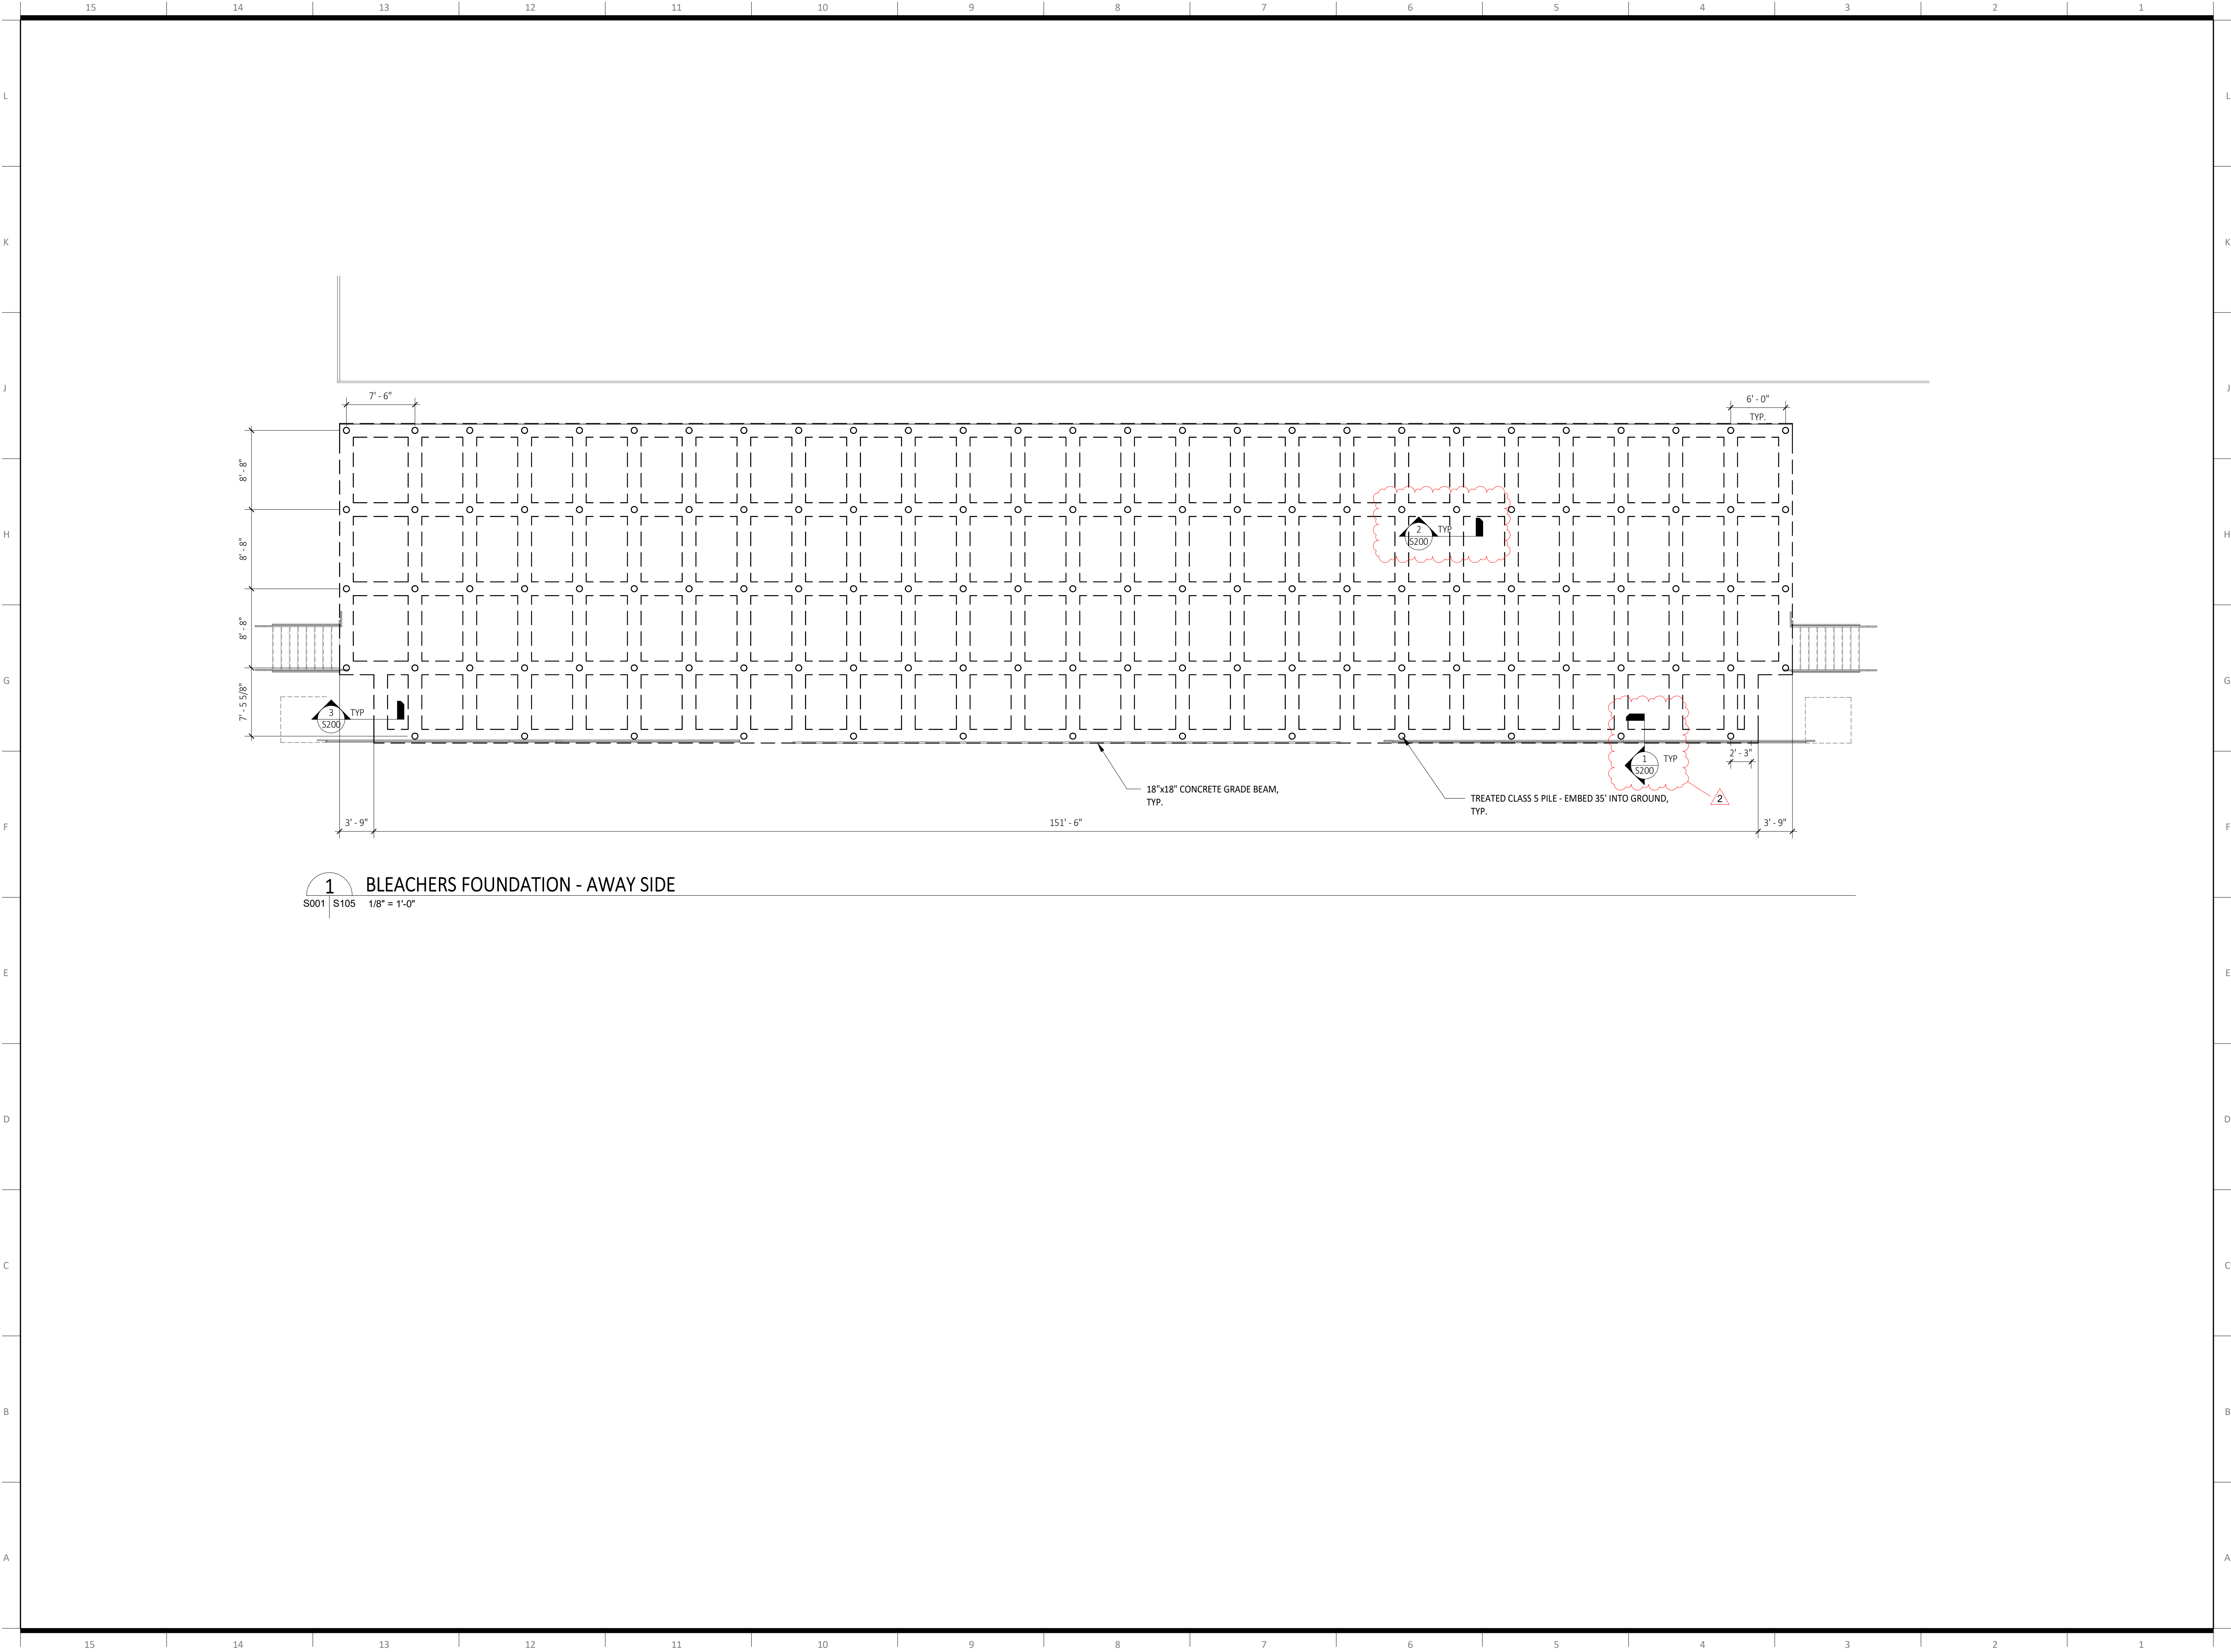 15 14 13 12 11 10 9 8 7 6 5 4 3 2 1
L L
K K
J J
7' - 6" 6' - 0"
TYP.
8' - 8"
H H
2 TYP
S200
8' - 8"
8' - 8"
G G
7' - 5 5/8"
3 TYP
S200
2' - 3"
1 TYP
S200
18"x18" CONCRETE GRADE BEAM,
TYP.
TREATED CLASS 5 PILE - EMBED 35' INTO GROUND,
TYP.
2
F F
3' - 9" 151' - 6" 3' - 9"
1 BLEACHERS FOUNDATION - AWAY SIDE
S001 S105 1/8" = 1'-0"
E E
D D
C C
B B
A A
15 14 13 12 11 10 9 8 7 6 5 4 3 2 1